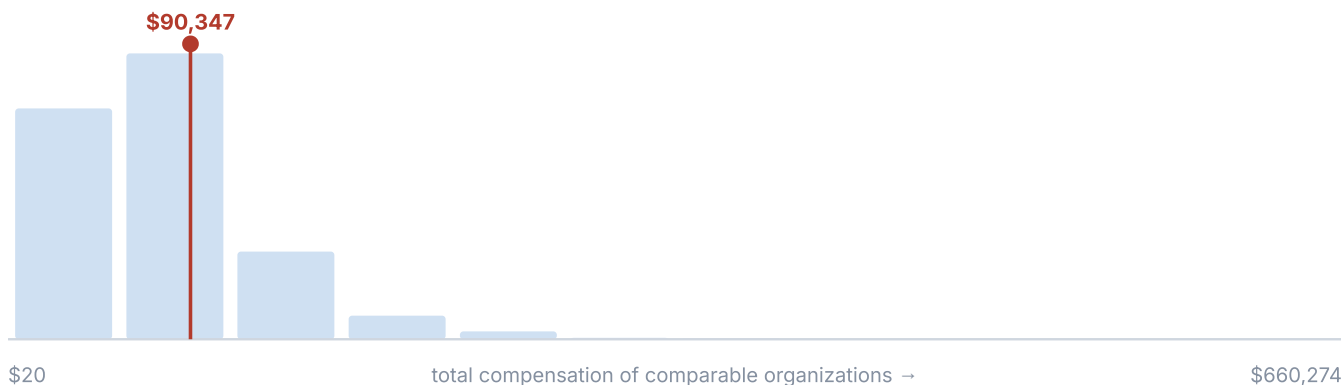 $90,347
$20 total compensation of comparable organizations → $660,274